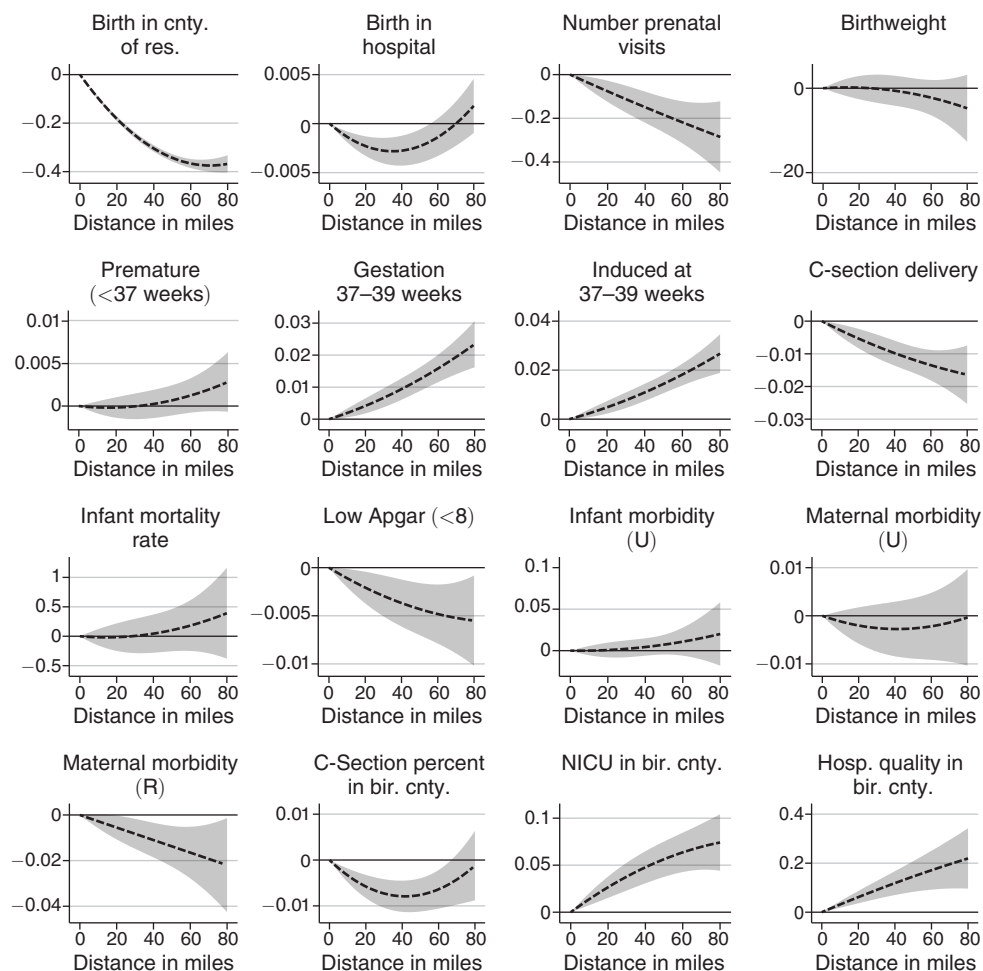 Birth in cnty.
of res.
0
−0.2
−0.4
0 20 40 60 80
Distance in miles
Birth in
hospital
0.005
0
−0.005
0 20 40 60 80
Distance in miles
Number prenatal
visits
0
−0.2
−0.4
0 20 40 60 80
Distance in miles
Birthweight
0
−20
0 20 40 60 80
Distance in miles
Premature
(<37 weeks)
0.01
0.005
0
0 20 40 60 80
Distance in miles
Gestation
37–39 weeks
0.03
0.02
0.01
0
0 20 40 60 80
Distance in miles
Induced at
37–39 weeks
0.04
0.02
0
0 20 40 60 80
Distance in miles
C-section delivery
0
−0.01
−0.02
−0.03
0 20 40 60 80
Distance in miles
Infant mortality
rate
1
0.5
0
−0.5
0 20 40 60 80
Distance in miles
Low Apgar (<8)
0
−0.005
−0.01
0 20 40 60 80
Distance in miles
Infant morbidity
(U)
0.1
0.05
0
0 20 40 60 80
Distance in miles
Maternal morbidity
(U)
0.01
0
−0.01
0 20 40 60 80
Distance in miles
Maternal morbidity
(R)
0
−0.02
−0.04
0 20 40 60 80
Distance in miles
C-Section percent
in bir. cnty.
0.01
0
−0.01
0 20 40 60 80
Distance in miles
NICU in bir. cnty.
0.1
0.05
0
0 20 40 60 80
Distance in miles
Hosp. quality in
bir. cnty.
0.4
0.2
0
0 20 40 60 80
Distance in miles